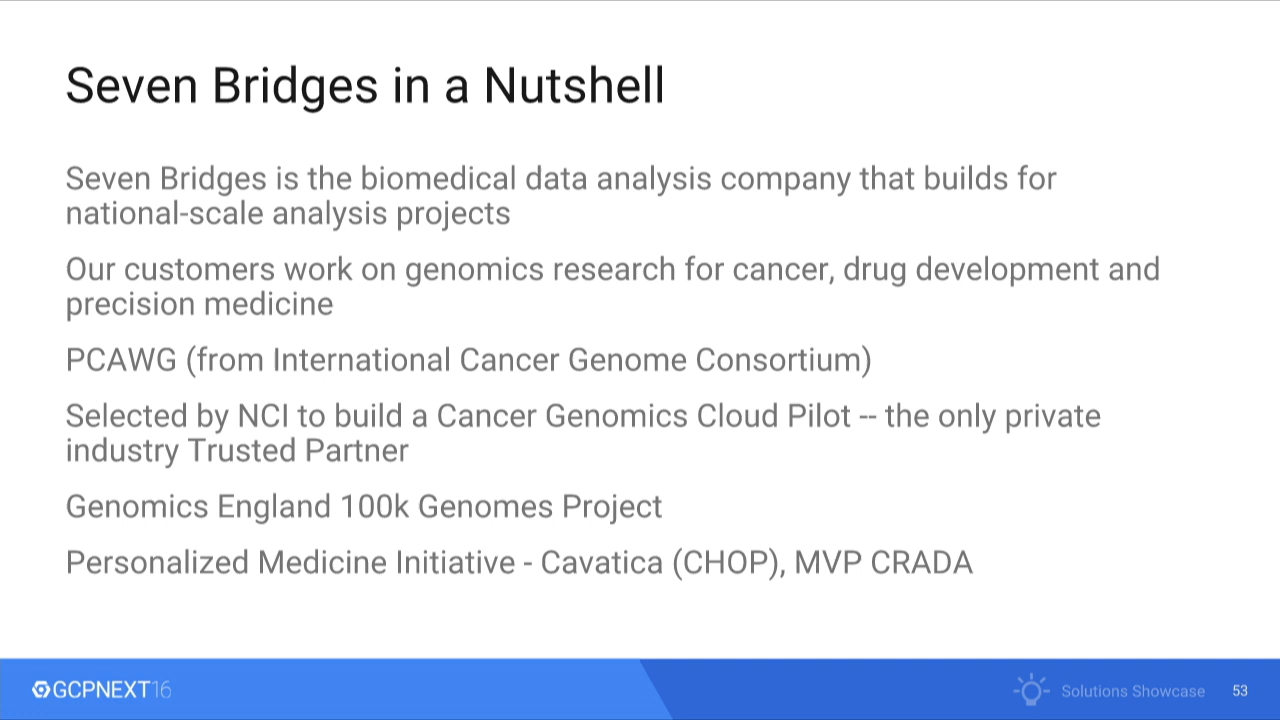 Seven Bridges in a Nutshell
Seven Bridges is the biomedical data analysis company that builds for
national-scale analysis projects
Our customers work on genomics research for cancer, drug development and
precision medicine
PCAWG (from International Cancer Genome Consortium)
Selected by NCI to build a Cancer Genomics Cloud Pilot -- the only private
industry Trusted Partner
Genomics England 100k Genomes Project
Personalized Medicine Initiative - Cavatica (CHOP), MVP CRADA
GCPNEXT16
Solutions Showcase 53